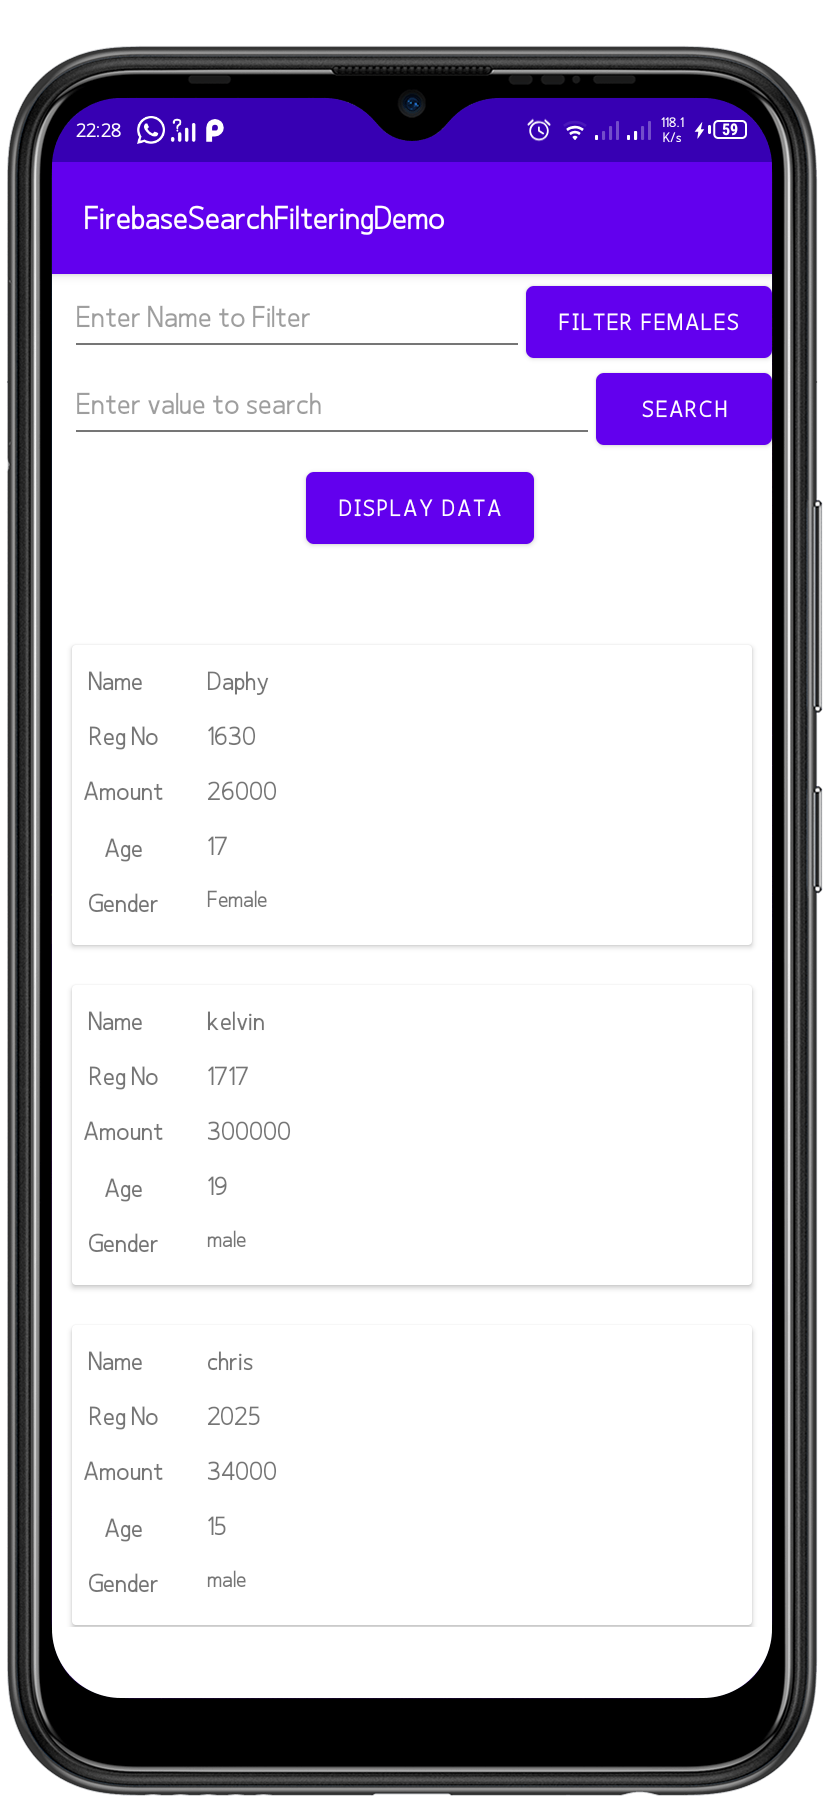 22:28 118.1 K/s 59
FirebaseSearchFilteringDemo
Enter Name to Filter FILTER FEMALES
Enter value to search SEARCH
DISPLAY DATA
Name Daphy
Reg No 1630
Amount 26000
Age 17
Gender Female
Name kelvin
Reg No 1717
Amount 300000
Age 19
Gender male
Name chris
Reg No 2025
Amount 34000
Age 15
Gender male